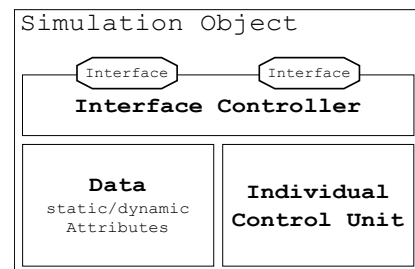 Simulation Object
Interface Interface
Interface Controller
Data
static/dynamic
Attributes
Individual
Control Unit